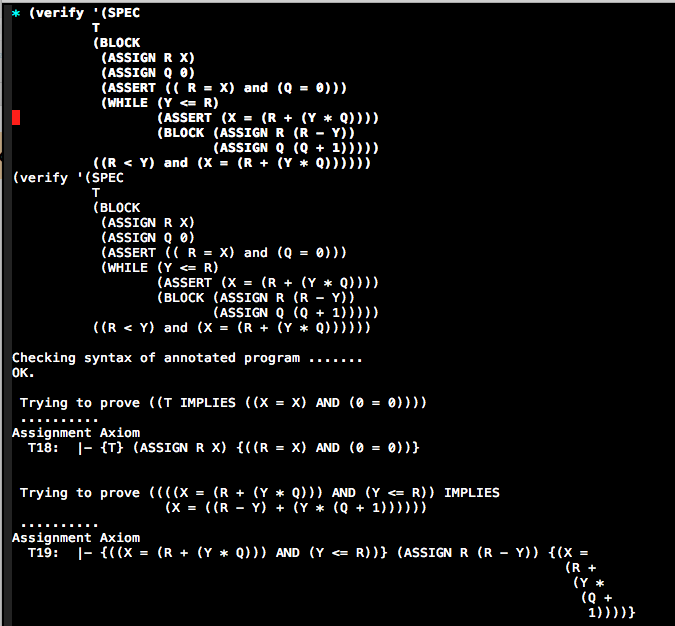 * (verify '(SPEC
T
(BLOCK
(ASSIGN R X)
(ASSIGN Q 0)
(ASSERT (( R = X) and (Q = 0)))
(WHILE (Y <= R)
(ASSERT (X = (R + (Y * Q))))
(BLOCK (ASSIGN R (R - Y))
(ASSIGN Q (Q + 1)))))
((R < Y) and (X = (R + (Y * Q))))))
(verify '(SPEC
T
(BLOCK
(ASSIGN R X)
(ASSIGN Q 0)
(ASSERT (( R = X) and (Q = 0)))
(WHILE (Y <= R)
(ASSERT (X = (R + (Y * Q))))
(BLOCK (ASSIGN R (R - Y))
(ASSIGN Q (Q + 1)))))
((R < Y) and (X = (R + (Y * Q))))))
Checking syntax of annotated program .......
OK.
Trying to prove ((T IMPLIES ((X = X) AND (0 = 0))))
..........
Assignment Axiom
T18: |- {T} (ASSIGN R X) {((R = X) AND (0 = 0))}
Trying to prove ((((X = (R + (Y * Q))) AND (Y <= R)) IMPLIES
(X = ((R - Y) + (Y * (Q + 1))))))
..........
Assignment Axiom
T19: |- {((X = (R + (Y * Q))) AND (Y <= R))} (ASSIGN R (R - Y)) {(X =
(R +
(Y *
(Q +
1))))}